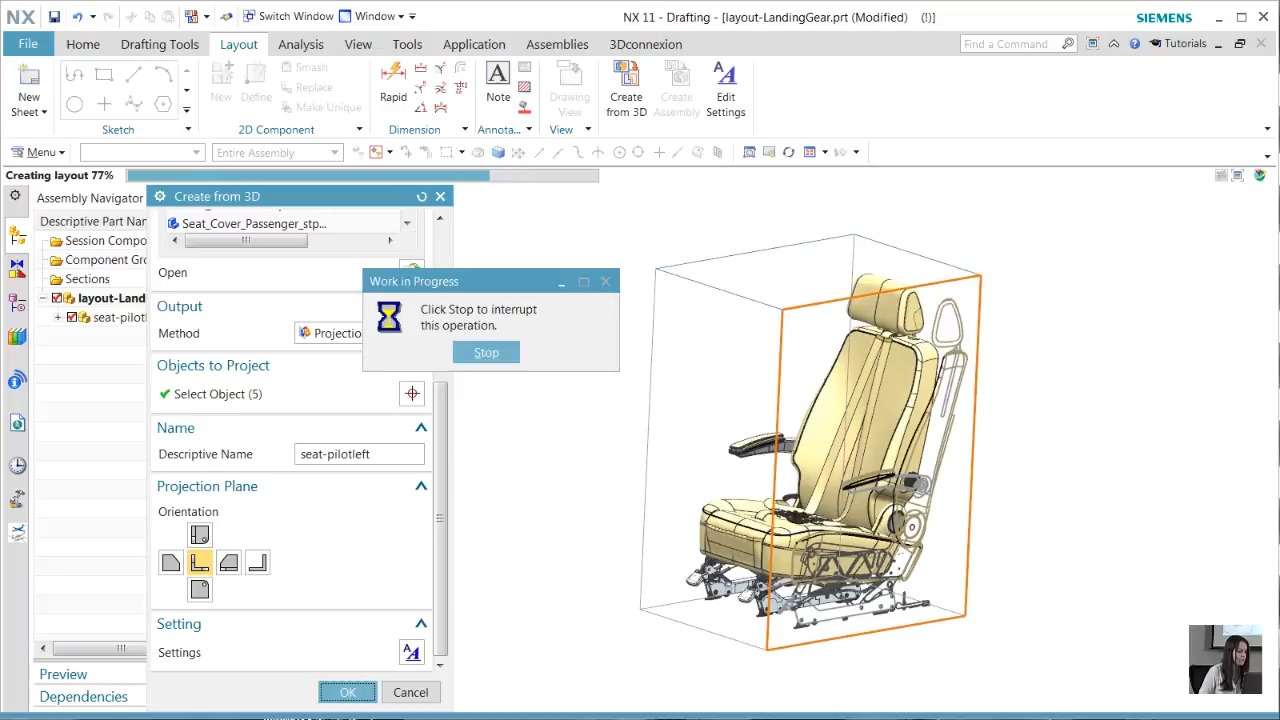 NX
Switch Window
Window
NX 11 - Drafting - [layout-LandingGear.prt (Modified) (!)]
SIEMENS
File
Home
Drafting Tools
Layout
Analysis
View
Tools
Application
Assemblies
3Dconnexion
Find a Command
Tutorials
New
Sheet
Sketch
New
Define
Smash
Replace
Make Unique
2D Component
Rapid
Dimension
Note
Annota...
Drawing
View
View
Create
from 3D
Create
Assembly
Edit
Settings
Menu
Entire Assembly
Creating layout 77%
Assembly Navigator
Descriptive Part Nam
Session Compo
Component Gro
Sections
layout-Land
seat-pilotl
Preview
Dependencies
Create from 3D
Seat_Cover_Passenger_stp...
Open
Output
Method
Projectio
Objects to Project
Select Object (5)
Name
Descriptive Name
seat-pilotleft
Projection Plane
Orientation
Setting
Settings
OK
Cancel
Work in Progress
Click Stop to interrupt
this operation.
Stop